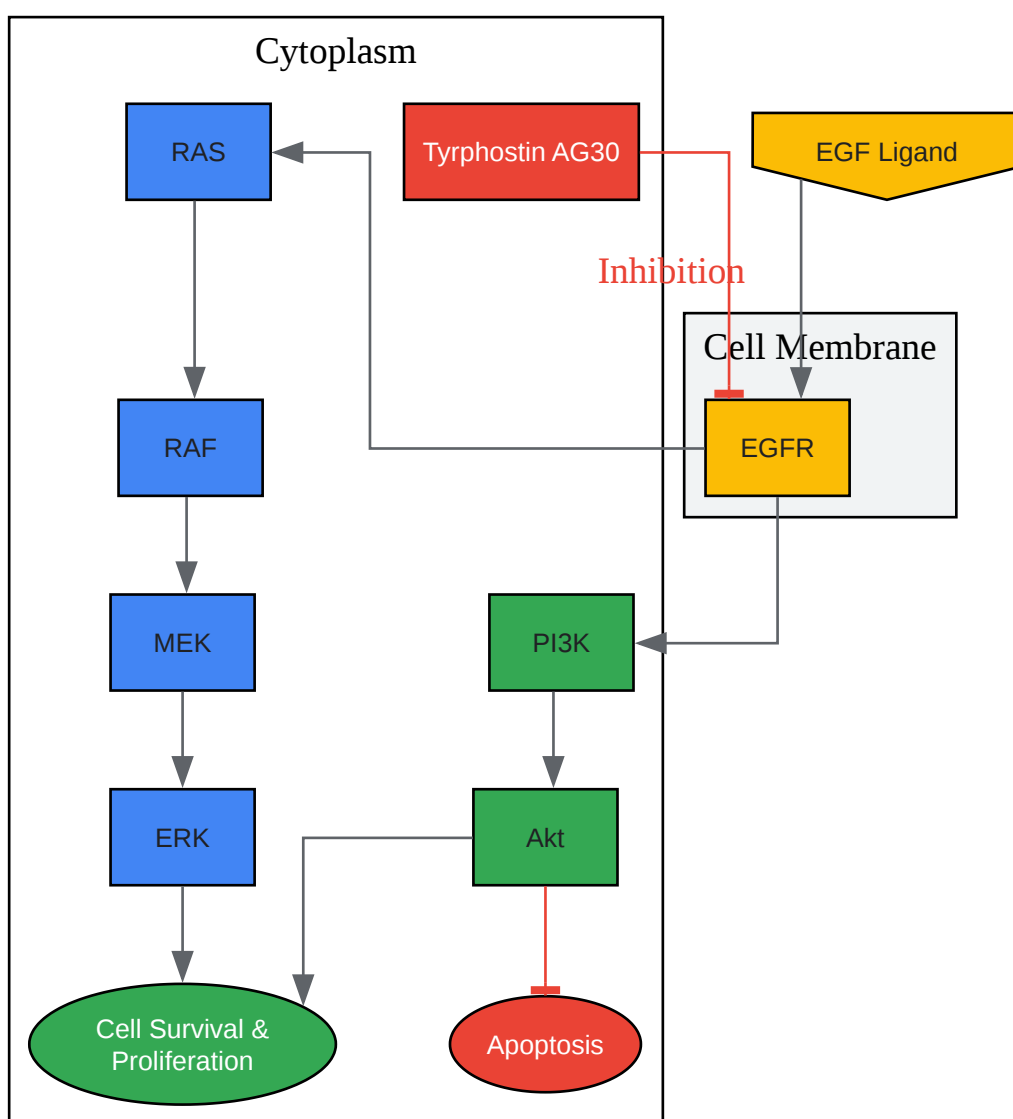 Cytoplasm
RAS
Tyrphostin AG30
EGF Ligand
Inhibition
Cell Membrane
RAF
EGFR
MEK
PI3K
ERK
Akt
Cell Survival &
Proliferation
Apoptosis